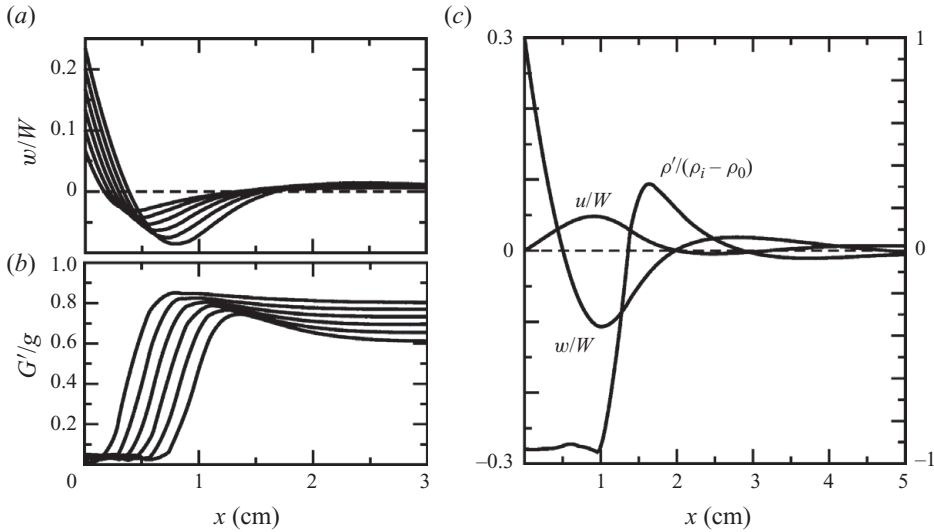 (a)
0.2
0.1
0
w/W
(b)
1.0
0.8
0.6
0.4
0.2
0
G′/g
0 1 2 3
x (cm)
(c)
0.3
0
–0.3
1
0
-1
ρ′/(ρi – ρ0)
u/W
w/W
1 2 3 4 5
x (cm)